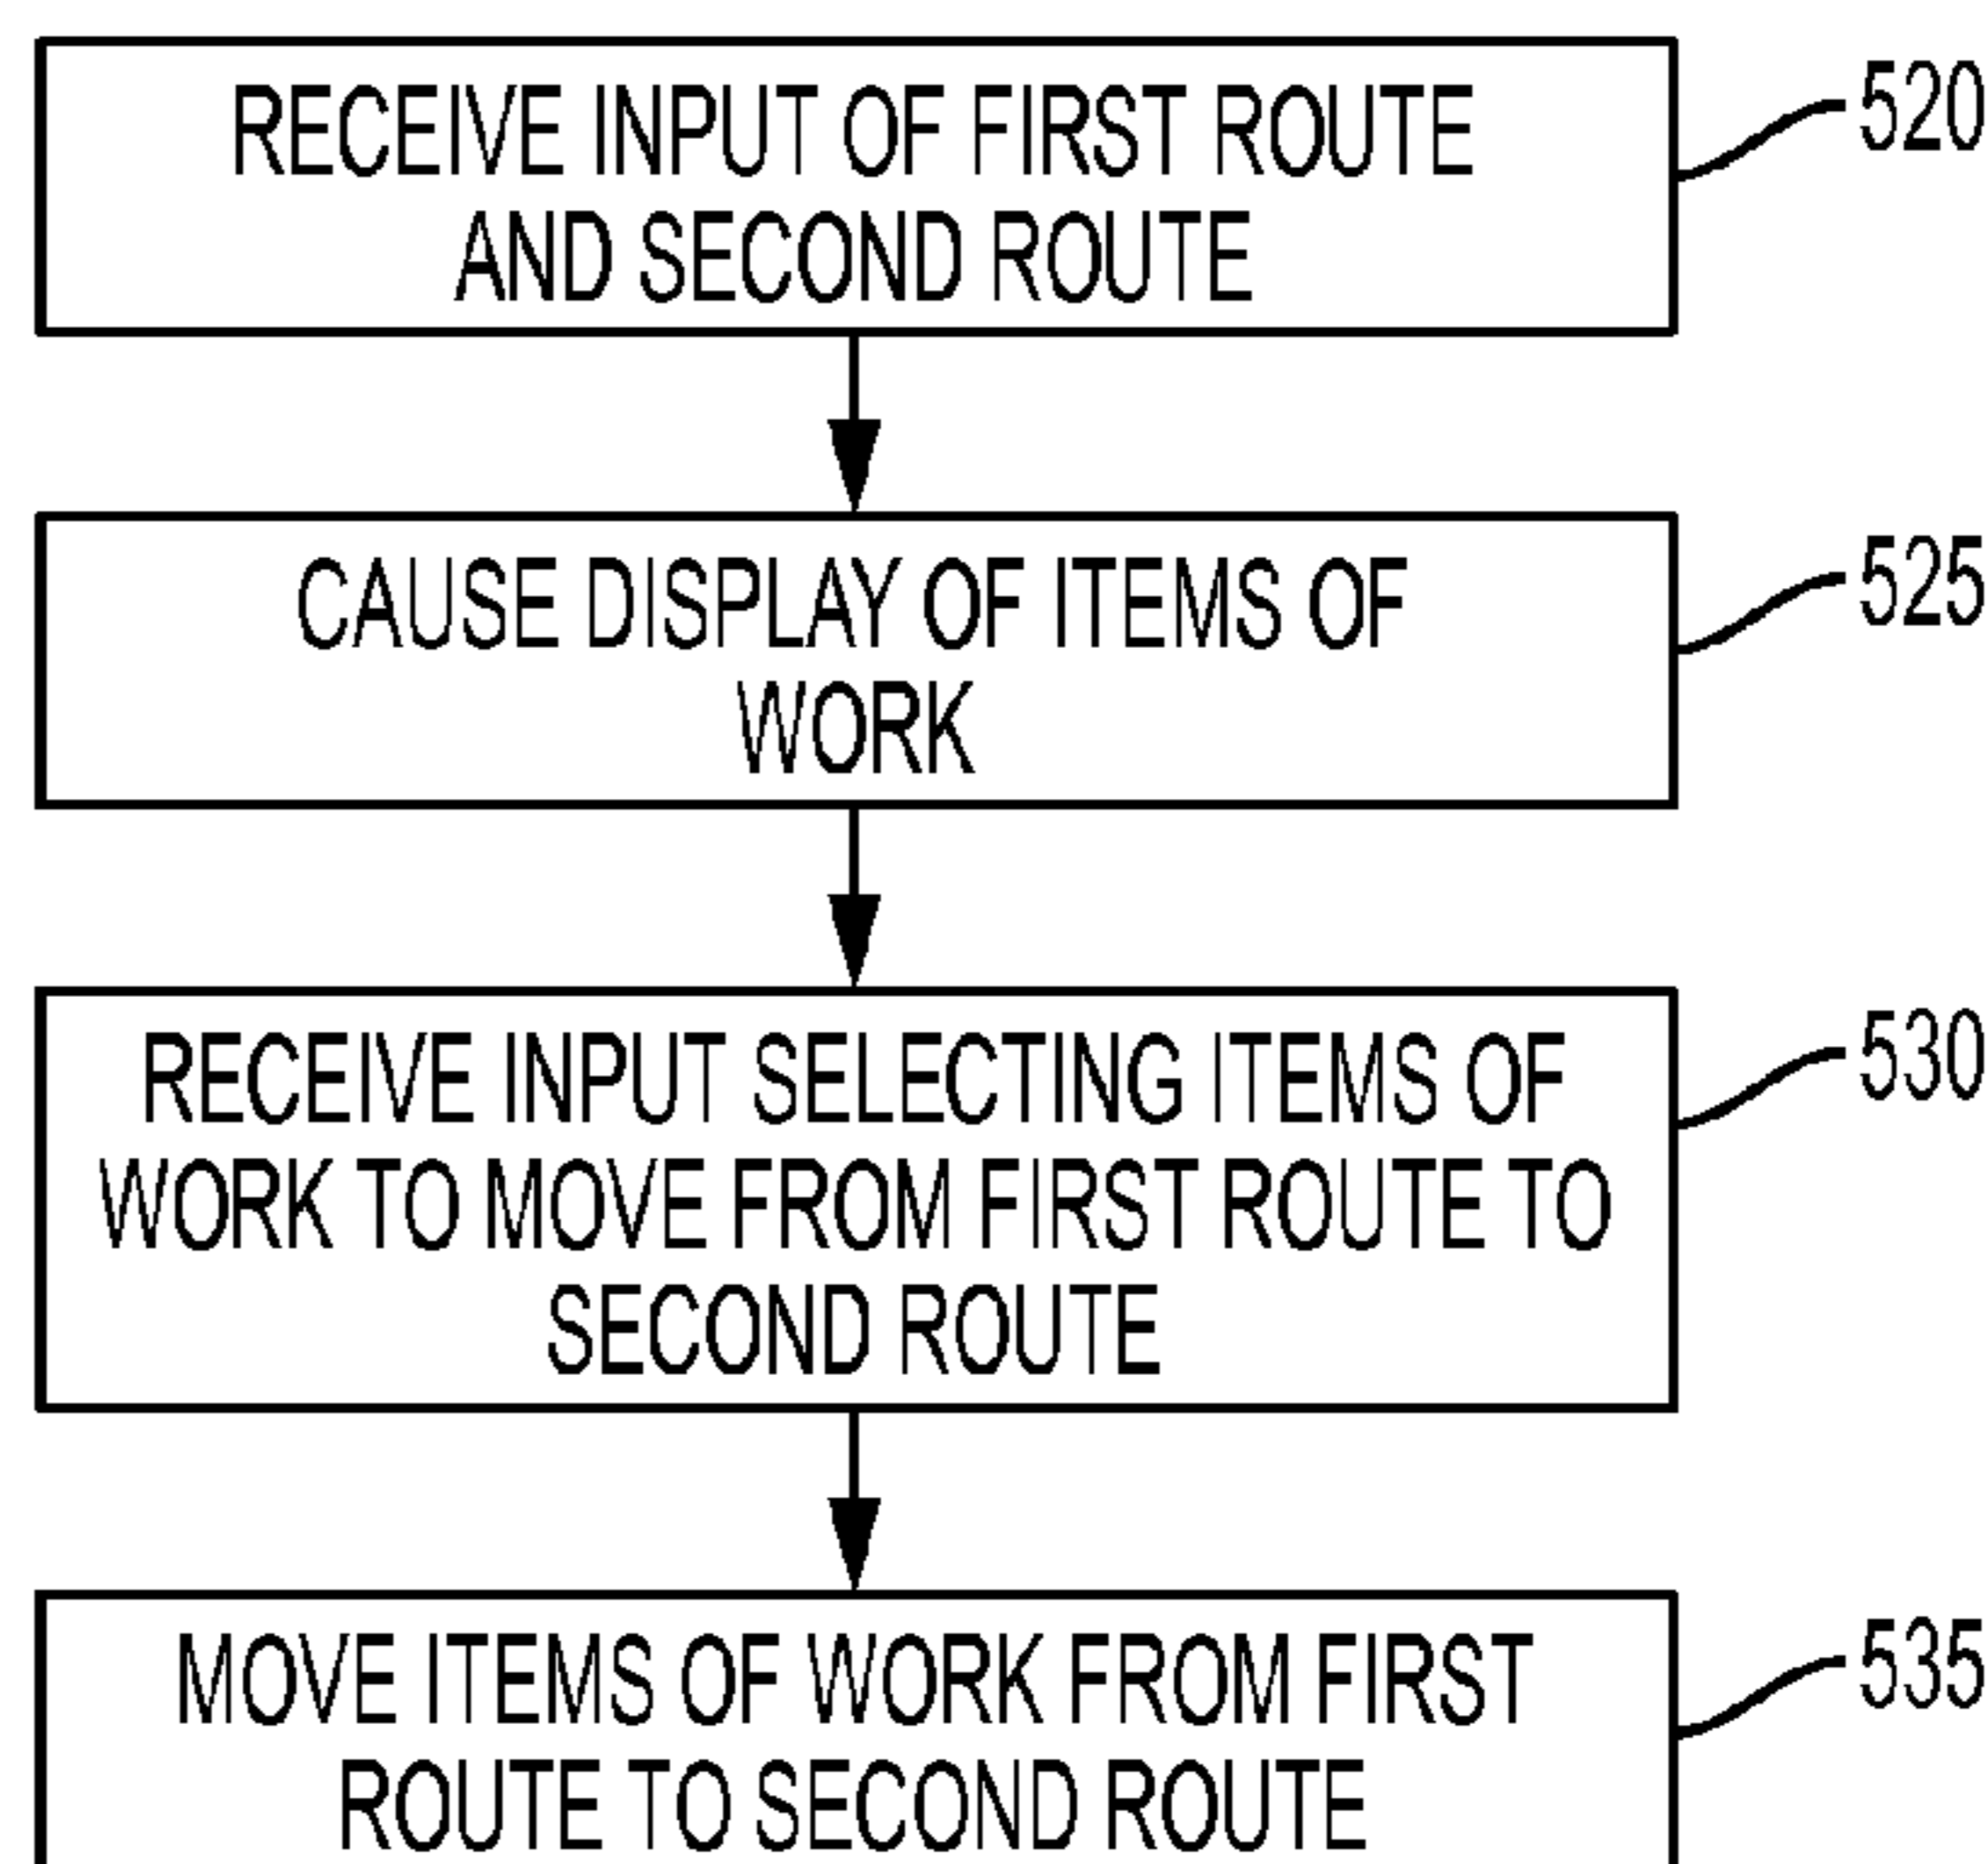 RECEIVE INPUT OF FIRST ROUTE
AND SECOND ROUTE
520
CAUSE DISPLAY OF ITEMS OF
WORK
525
RECEIVE INPUT SELECTING ITEMS OF
WORK TO MOVE FROM FIRST ROUTE TO
SECOND ROUTE
530
MOVE ITEMS OF WORK FROM FIRST
ROUTE TO SECOND ROUTE
535